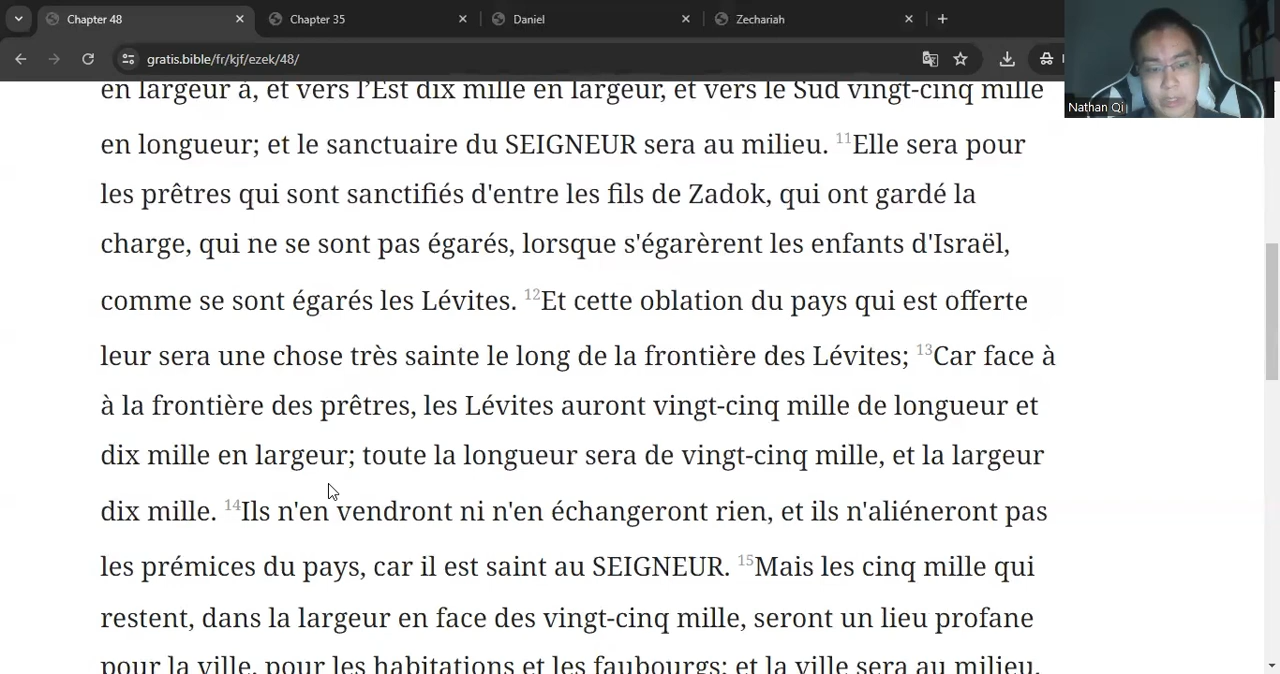 Chapter 48
Chapter 35
Daniel
Zechariah
gratis.bible/fr/kjf/ezek/48/
Nathan Qi
en largeur à, et vers l'Est dix mille en largeur, et vers le Sud vingt-cinq mille
en longueur; et le sanctuaire du SEIGNEUR sera au milieu. 11Elle sera pour
les prêtres qui sont sanctifiés d'entre les fils de Zadok, qui ont gardé la
charge, qui ne se sont pas égarés, lorsque s'égarèrent les enfants d'Israël,
comme se sont égarés les Lévites. 12Et cette oblation du pays qui est offerte
leur sera une chose très sainte le long de la frontière des Lévites; 13Car face à
à la frontière des prêtres, les Lévites auront vingt-cinq mille de longueur et
dix mille en largeur; toute la longueur sera de vingt-cinq mille, et la largeur
dix mille. 14Ils n'en vendront ni n'en échangeront rien, et ils n'aliéneront pas
les prémices du pays, car il est saint au SEIGNEUR. 15Mais les cinq mille qui
restent, dans la largeur en face des vingt-cinq mille, seront un lieu profane
pour la ville, pour les habitations et les faubourgs; et la ville sera au milieu.